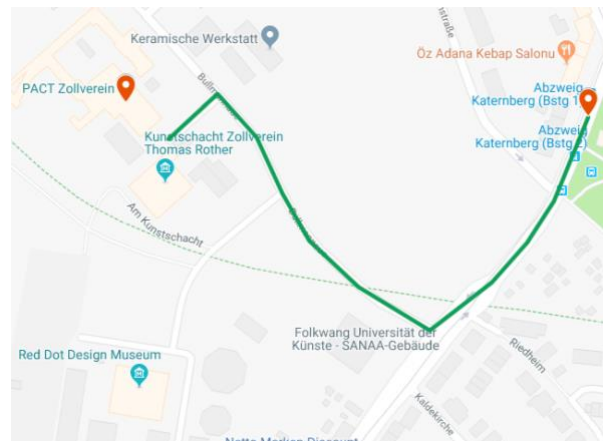 Keramische Werkstatt
Öz Adana Kebap Salonu
PACT Zollverein
Abzweig
Katernberg (Bstg 1)
Abzweig
Katernberg (Bstg 2)
Kunstschacht Zollverein
Thomas Rother
Am Kunstschacht
Folkwang Universität der
Künste - SANAA-Gebäude
Riedheim
Red Dot Design Museum
Kaldekirche